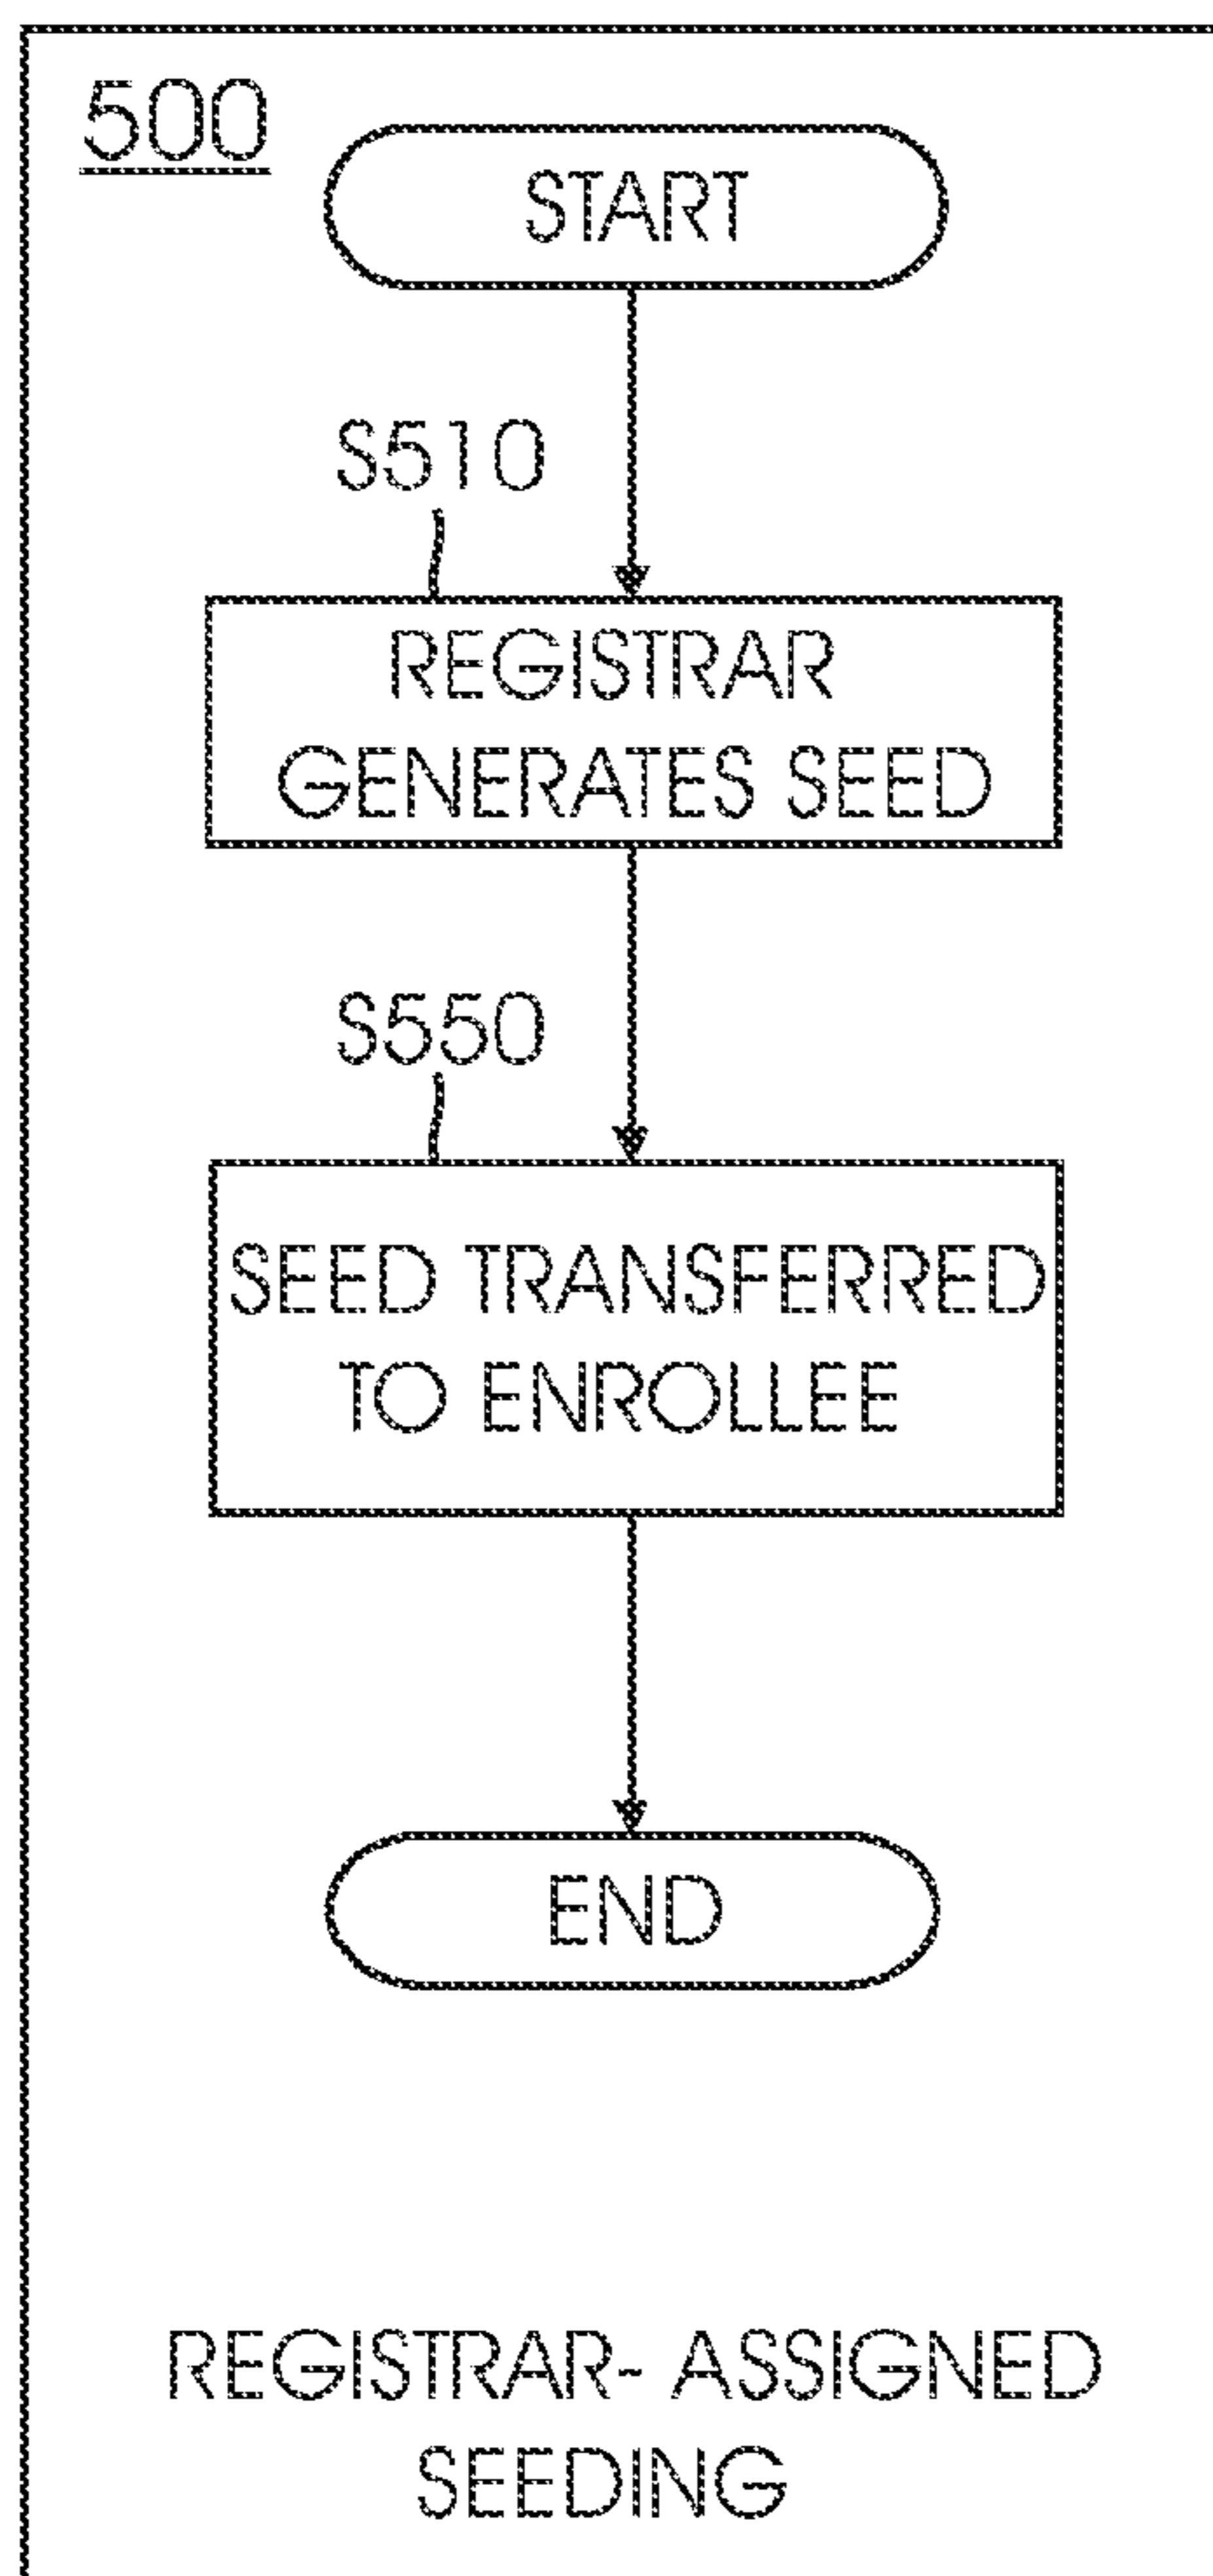 500
START
S510
REGISTRAR
GENERATES SEED
S550
SEED TRANSFERRED
TO ENROLLEE
END
REGISTRAR- ASSIGNED
SEEDING